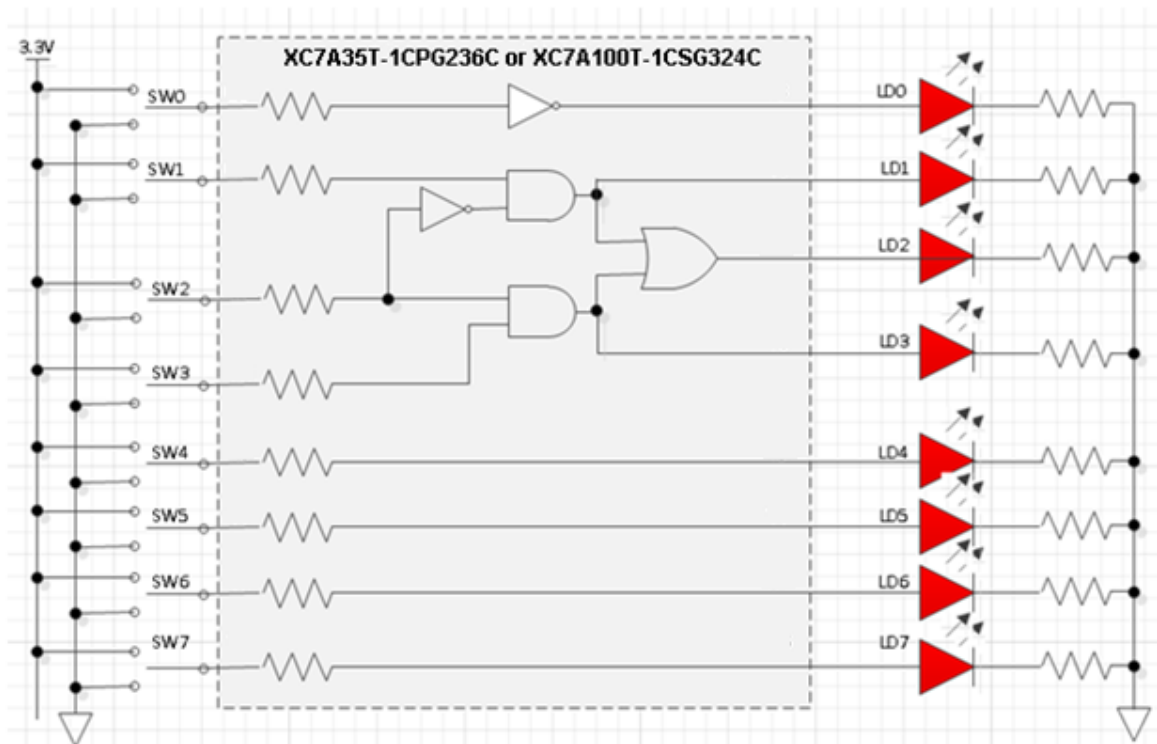 3.3V
XC7A35T-1CPG236C or XC7A100T-1CSG324C
SW0
LD0
SW1
LD1
LD2
SW2
LD3
SW3
SW4
LD4
SW5
LD5
SW6
LD6
SW7
LD7